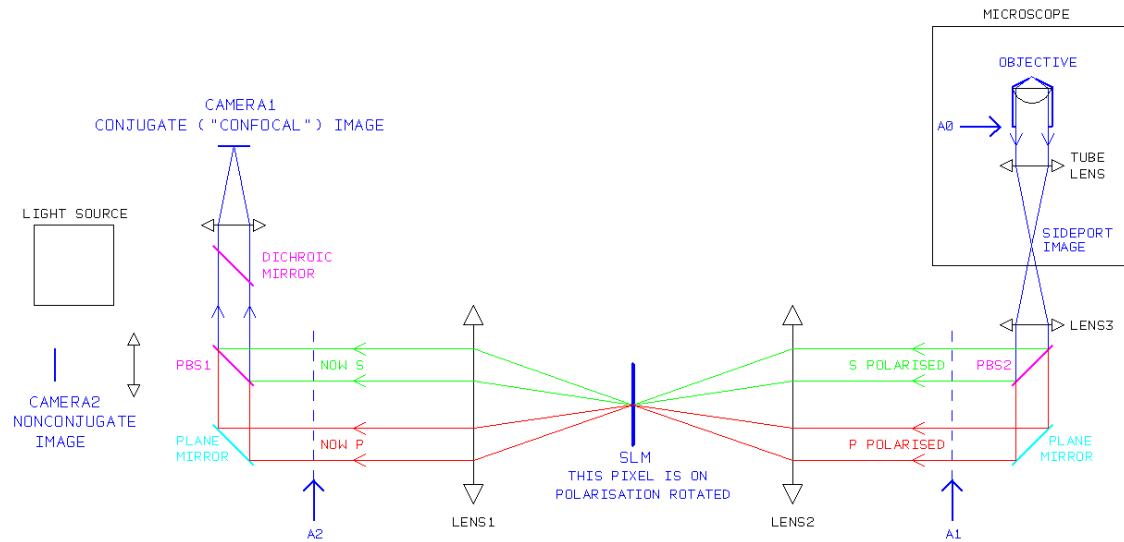 MICROSCOPE
OBJECTIVE
CAMERA1
CONJUGATE ("CONFOCAL") IMAGE
A0
TUBE
LENS
LIGHT SOURCE
SIDEPORT
IMAGE
DICHROIC
MIRROR
LENS3
PBS1
NOW S
S POLARISED
PBS2
CAMERA2
NONCONJUGATE
IMAGE
PLANE
MIRROR
NOW P
P POLARISED
PLANE
MIRROR
SLM
THIS PIXEL IS ON
POLARISATION ROTATED
LENS1
LENS2
A2
A1